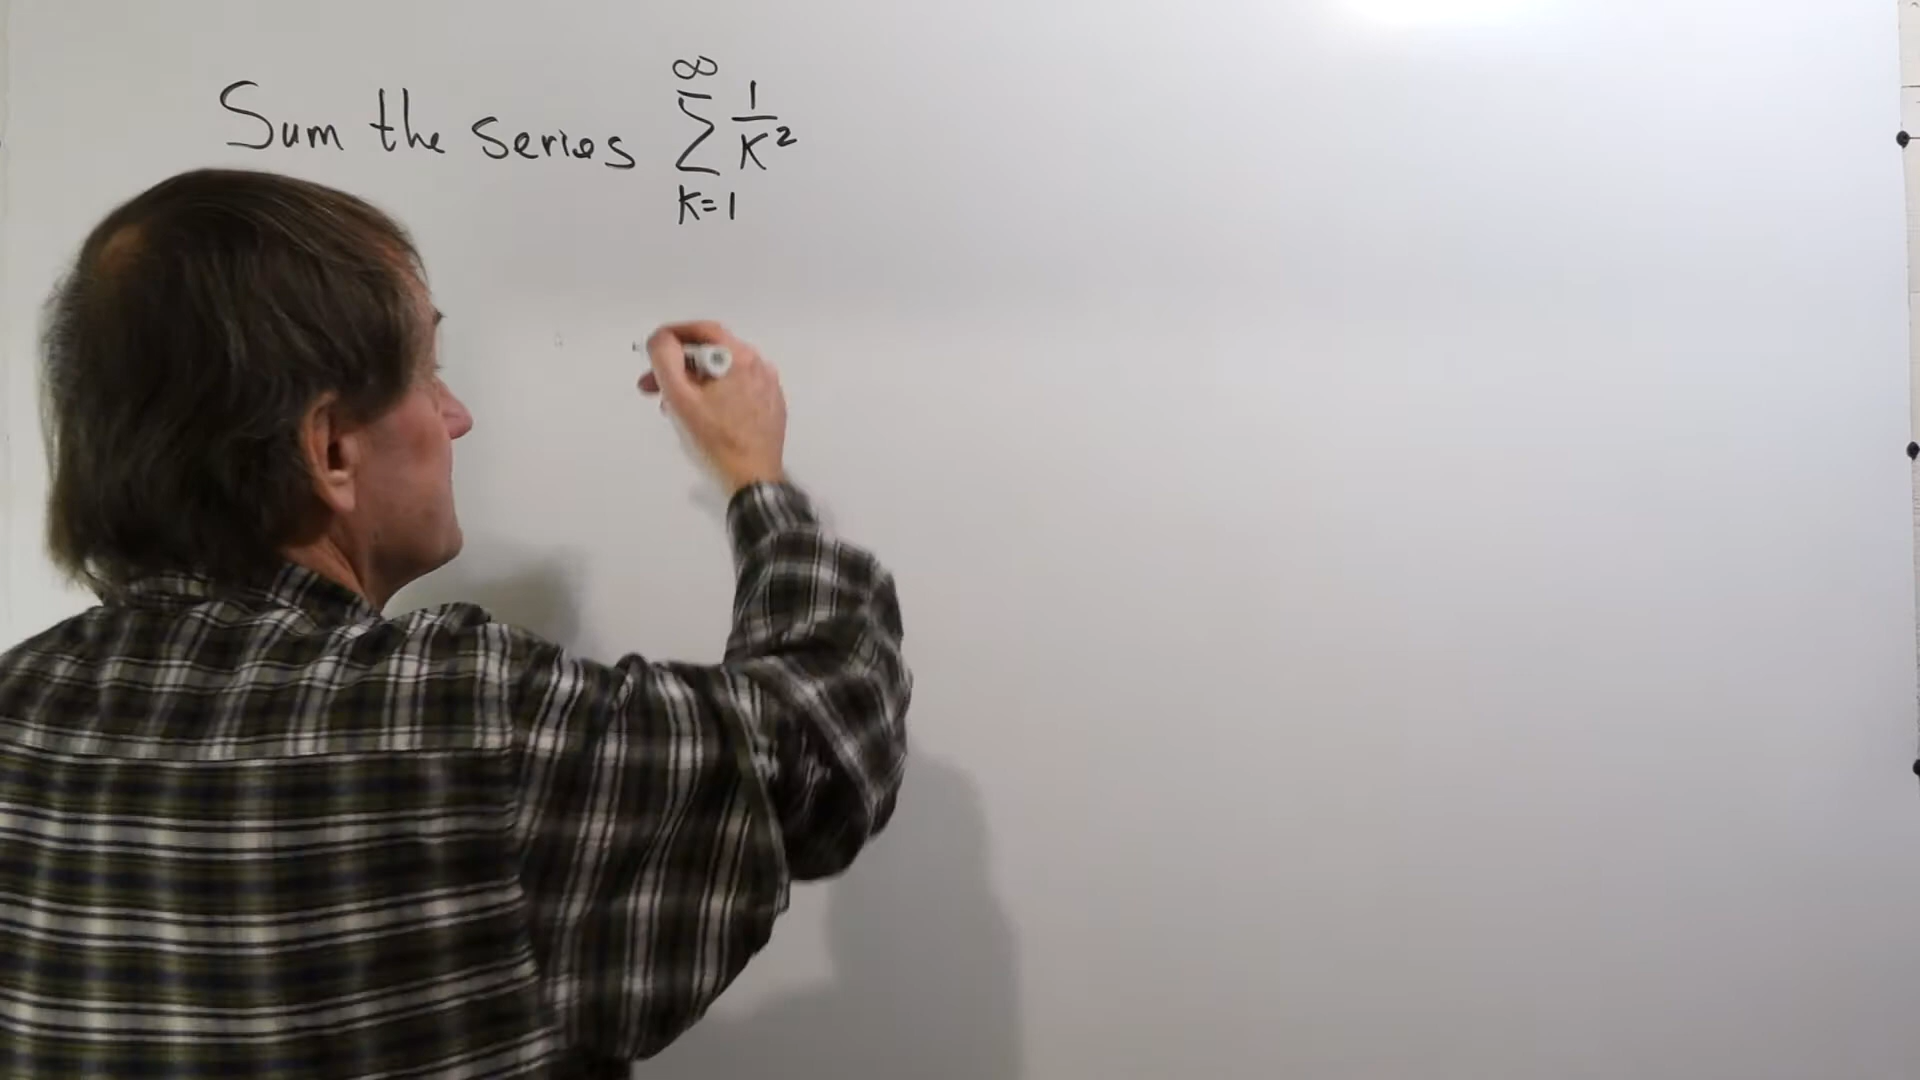 Sum the series ∞ ∑ K=1 1/K²